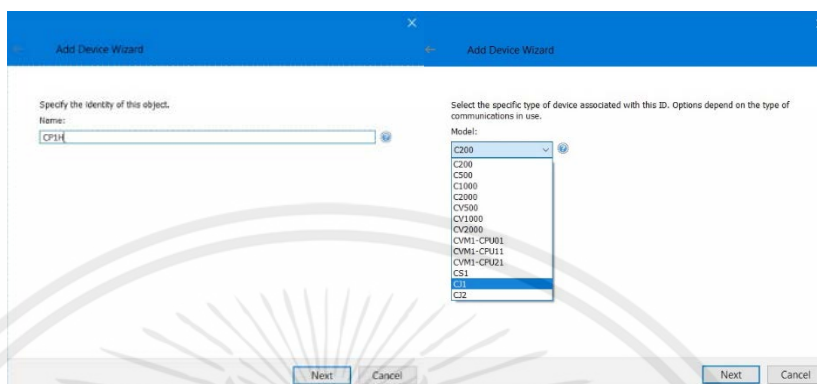 Add Device Wizard
Specify the identity of this object.
Name:
CP1H
Next
Cancel
Add Device Wizard
Select the specific type of device associated with this ID. Options depend on the type of
communications in use.
Model:
C200
C200
C500
C1000
C2000
CV500
CV1000
CV2000
CVM1-CPU01
CVM1-CPU11
CVM1-CPU21
CS1
CJ1
CJ2
Next
Cancel